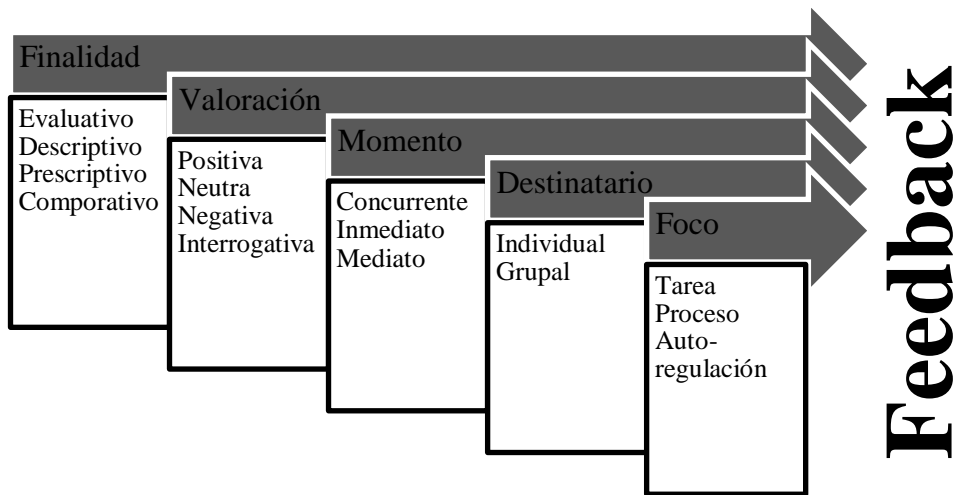 Finalidad
Evaluativo
Descriptivo
Prescriptivo
Comporativo
Valoración
Positiva
Neutra
Negativa
Interrogativa
Momento
Concurrente
Inmediato
Mediato
Destinatario
Individual
Grupal
Foco
Tarea
Proceso
Auto-
regulación
Feedback